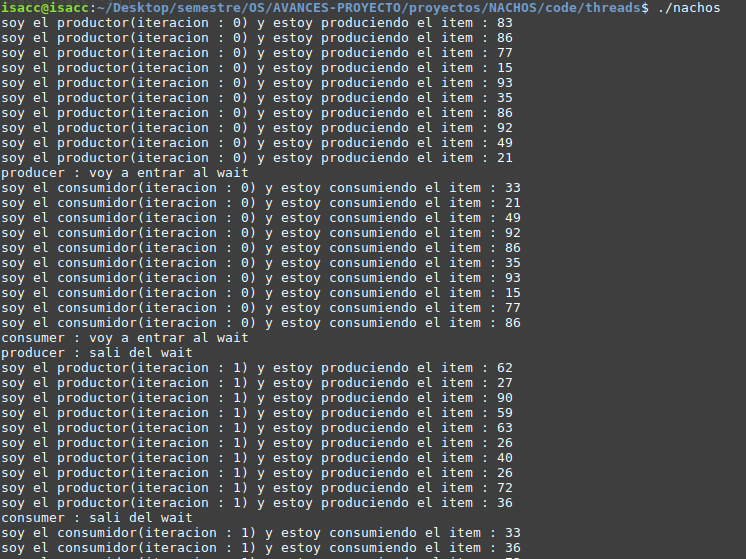 isacc@isacc:~/Desktop/semestre/OS/AVANCES-PROYECTO/proyectos/NACHOS/code/threads$ ./nachos
soy el productor(iteracion : 0) y estoy produciendo el item : 83
soy el productor(iteracion : 0) y estoy produciendo el item : 86
soy el productor(iteracion : 0) y estoy produciendo el item : 77
soy el productor(iteracion : 0) y estoy produciendo el item : 15
soy el productor(iteracion : 0) y estoy produciendo el item : 93
soy el productor(iteracion : 0) y estoy produciendo el item : 35
soy el productor(iteracion : 0) y estoy produciendo el item : 86
soy el productor(iteracion : 0) y estoy produciendo el item : 92
soy el productor(iteracion : 0) y estoy produciendo el item : 49
soy el productor(iteracion : 0) y estoy produciendo el item : 21
producer : voy a entrar al wait
soy el consumidor(iteracion : 0) y estoy consumiendo el item : 33
soy el consumidor(iteracion : 0) y estoy consumiendo el item : 21
soy el consumidor(iteracion : 0) y estoy consumiendo el item : 49
soy el consumidor(iteracion : 0) y estoy consumiendo el item : 92
soy el consumidor(iteracion : 0) y estoy consumiendo el item : 86
soy el consumidor(iteracion : 0) y estoy consumiendo el item : 35
soy el consumidor(iteracion : 0) y estoy consumiendo el item : 93
soy el consumidor(iteracion : 0) y estoy consumiendo el item : 15
soy el consumidor(iteracion : 0) y estoy consumiendo el item : 77
soy el consumidor(iteracion : 0) y estoy consumiendo el item : 86
consumer : voy a entrar al wait
producer : sali del wait
soy el productor(iteracion : 1) y estoy produciendo el item : 62
soy el productor(iteracion : 1) y estoy produciendo el item : 27
soy el productor(iteracion : 1) y estoy produciendo el item : 90
soy el productor(iteracion : 1) y estoy produciendo el item : 59
soy el productor(iteracion : 1) y estoy produciendo el item : 63
soy el productor(iteracion : 1) y estoy produciendo el item : 26
soy el productor(iteracion : 1) y estoy produciendo el item : 40
soy el productor(iteracion : 1) y estoy produciendo el item : 26
soy el productor(iteracion : 1) y estoy produciendo el item : 72
soy el productor(iteracion : 1) y estoy produciendo el item : 36
consumer : sali del wait
soy el consumidor(iteracion : 1) y estoy consumiendo el item : 33
soy el consumidor(iteracion : 1) y estoy consumiendo el item : 36